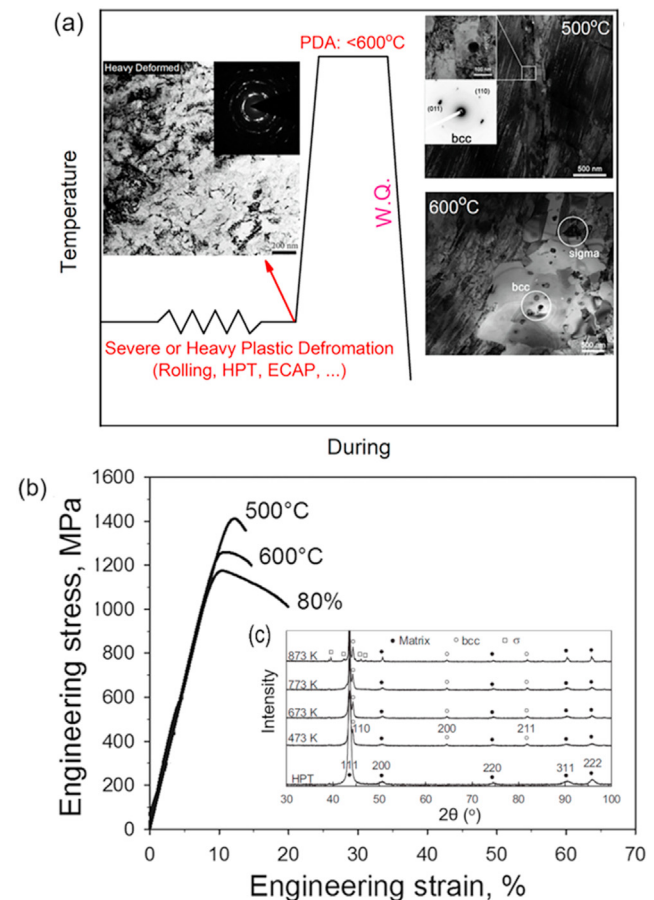 (a)
PDA: <600°C
Heavy Deformed
200 nm
500°C
(110)
(011)
bcc
500 nm
600°C
sigma
bcc
500 nm
Temperature
W.Q.
Severe or Heavy Plastic Defromation
(Rolling, HPT, ECAP, ...)
During
(b)
1600
1400
1200
1000
800
600
400
200
0
500°C
600°C
80%
(c)
● Matrix ○ bcc □ σ
873 K
773 K
673 K
473 K
HPT
110 200 211
111 200 220 311 222
30 40 50 60 70 80 90 100
Intensity
2θ (°)
0 10 20 30 40 50 60 70
Engineering stress, MPa
Engineering strain, %